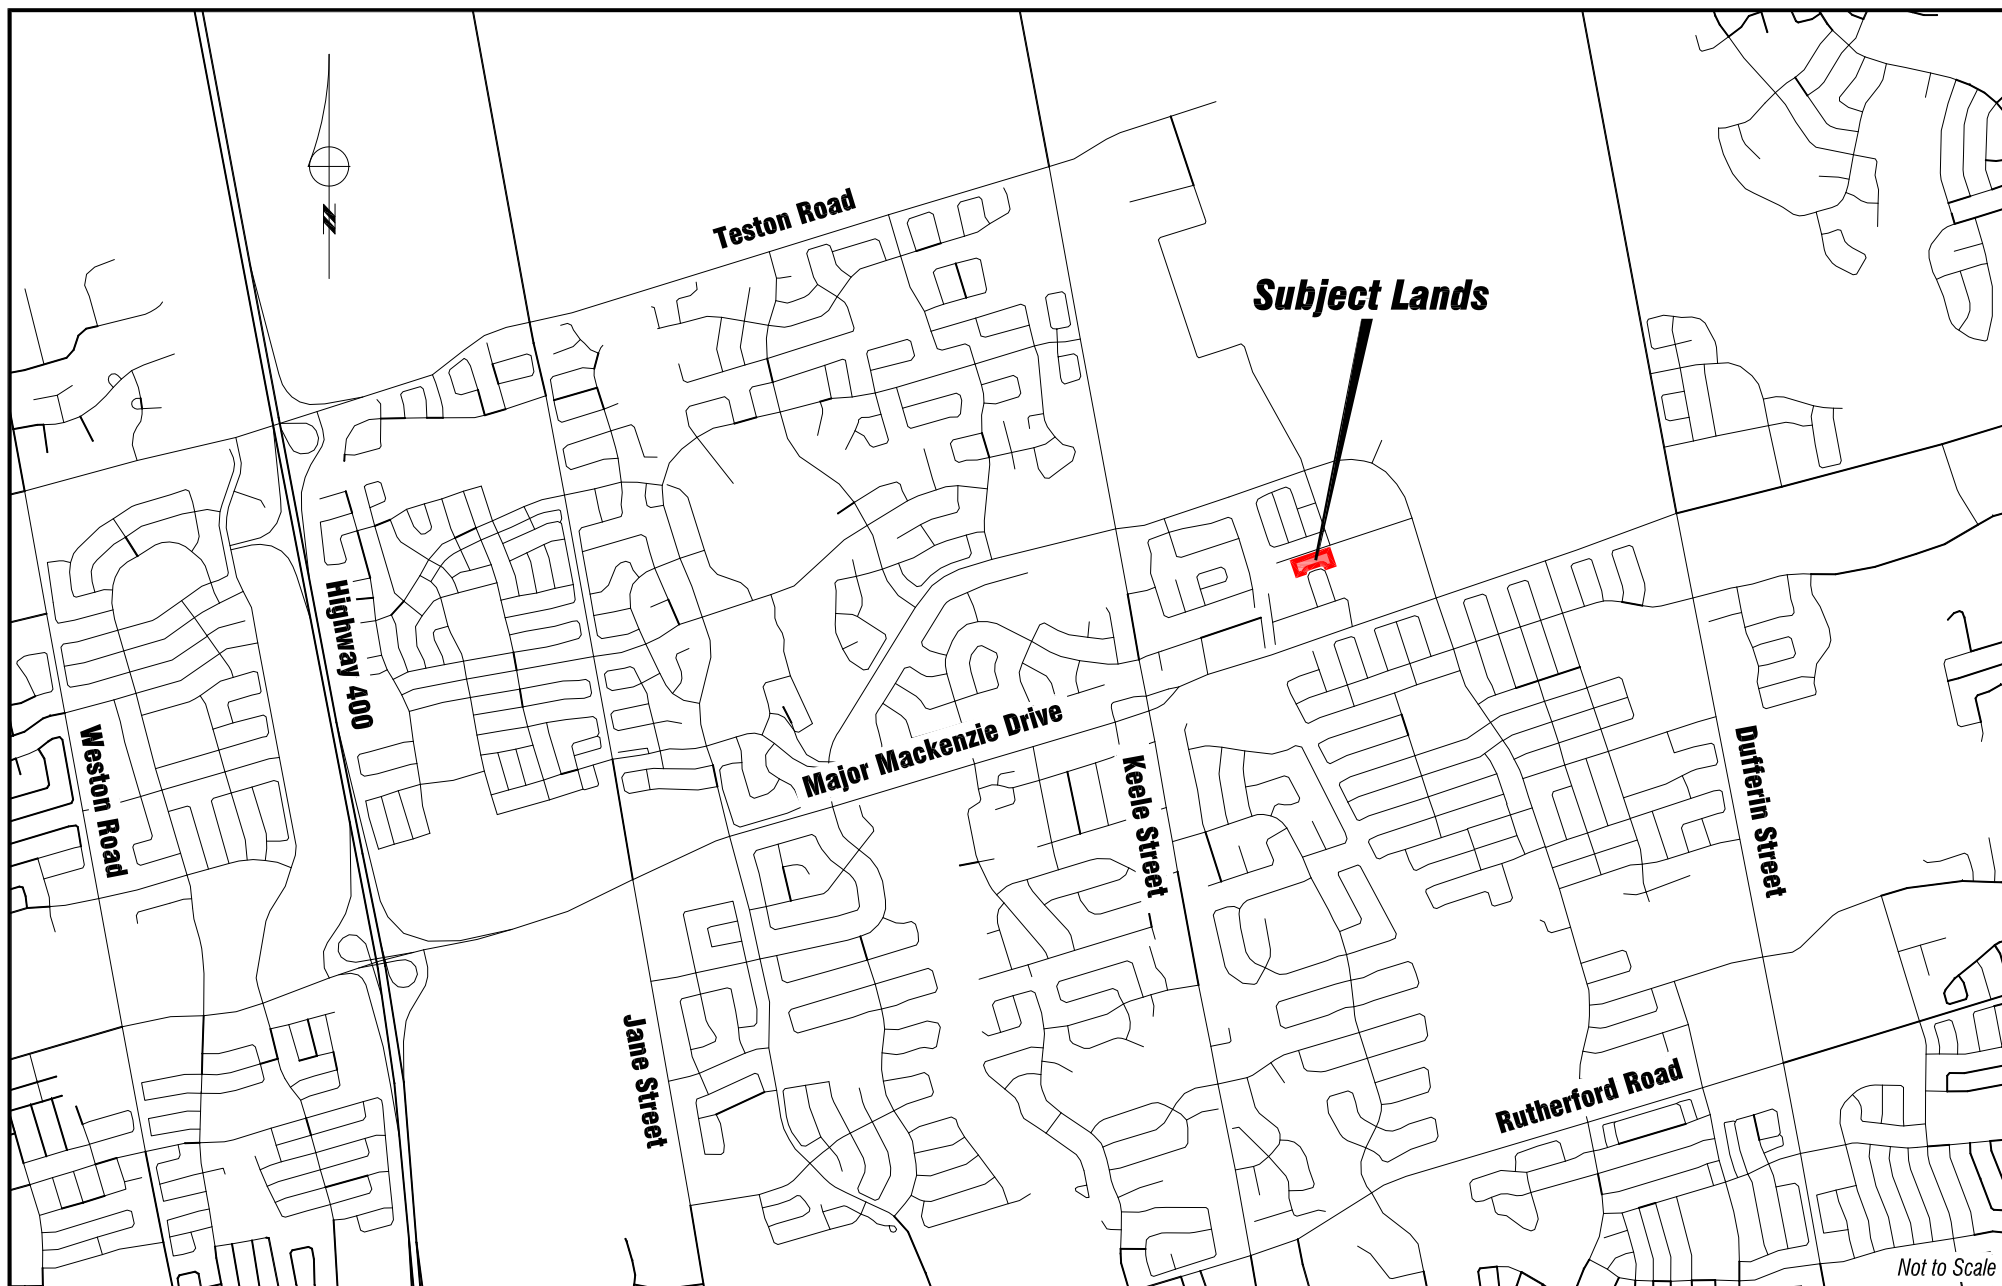 N
Teston Road
Subject Lands
Highway 400
Weston Road
Major Mackenzie Drive
Keele Street
Dufferin Street
Jane Street
Rutherford Road
Not to Scale